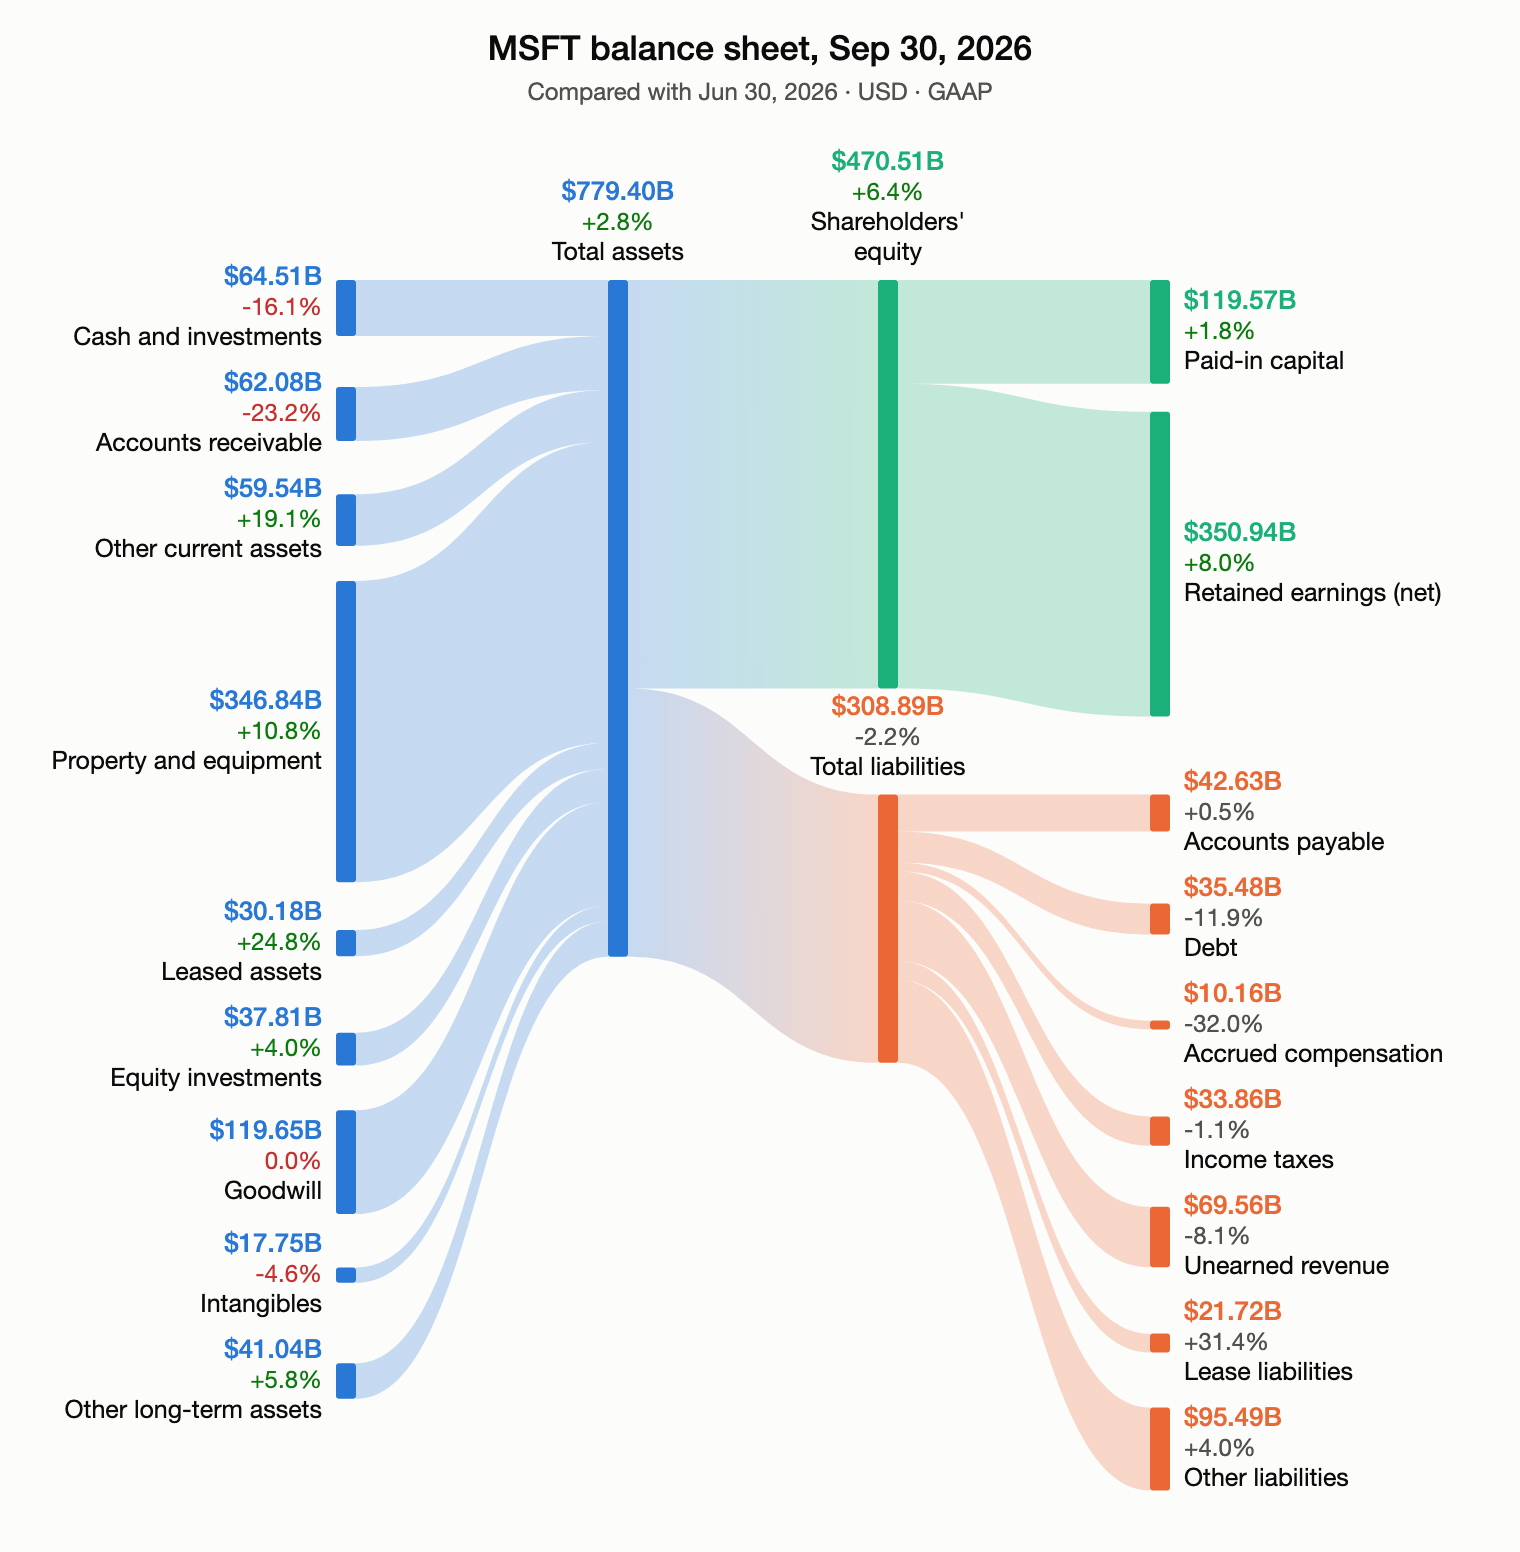 MSFT balance sheet, Sep 30, 2026
Compared with Jun 30, 2026 · USD · GAAP
$64.51B
-16.1%
Cash and investments
$62.08B
-23.2%
Accounts receivable
$59.54B
+19.1%
Other current assets
$346.84B
+10.8%
Property and equipment
$30.18B
+24.8%
Leased assets
$37.81B
+4.0%
Equity investments
$119.65B
0.0%
Goodwill
$17.75B
-4.6%
Intangibles
$41.04B
+5.8%
Other long-term assets
$779.40B
+2.8%
Total assets
$470.51B
+6.4%
Shareholders'
equity
$308.89B
-2.2%
Total liabilities
$119.57B
+1.8%
Paid-in capital
$350.94B
+8.0%
Retained earnings (net)
$42.63B
+0.5%
Accounts payable
$35.48B
-11.9%
Debt
$10.16B
-32.0%
Accrued compensation
$33.86B
-1.1%
Income taxes
$69.56B
-8.1%
Unearned revenue
$21.72B
+31.4%
Lease liabilities
$95.49B
+4.0%
Other liabilities